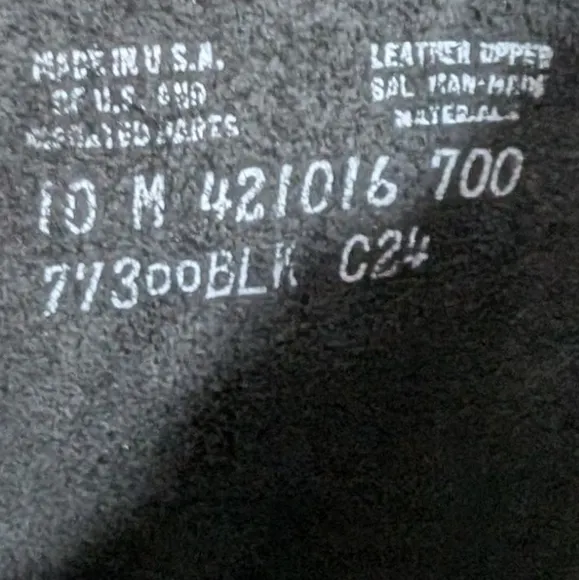 MADE IN U.S.A.
OF U.S. AND
IMPORTED PARTS
LEATHER UPPER
BAL MAN-MADE
MATERIALS
10 M 421016 700
77300BLK C24